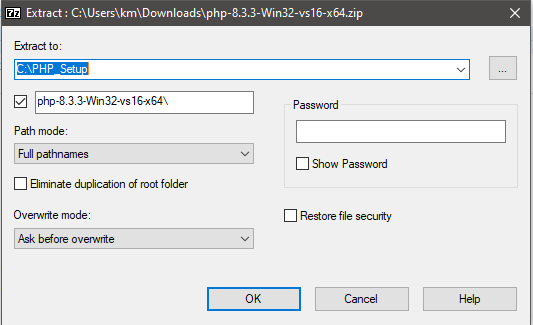 7z Extract : C:\Users\km\Downloads\php-8.3.3-Win32-vs16-x64.zip
Extract to:
C:\PHP_Setup
...
php-8.3.3-Win32-vs16-x64\
Password
Path mode:
Full pathnames
Show Password
Eliminate duplication of root folder
Overwrite mode:
Restore file security
Ask before overwrite
OK Cancel Help